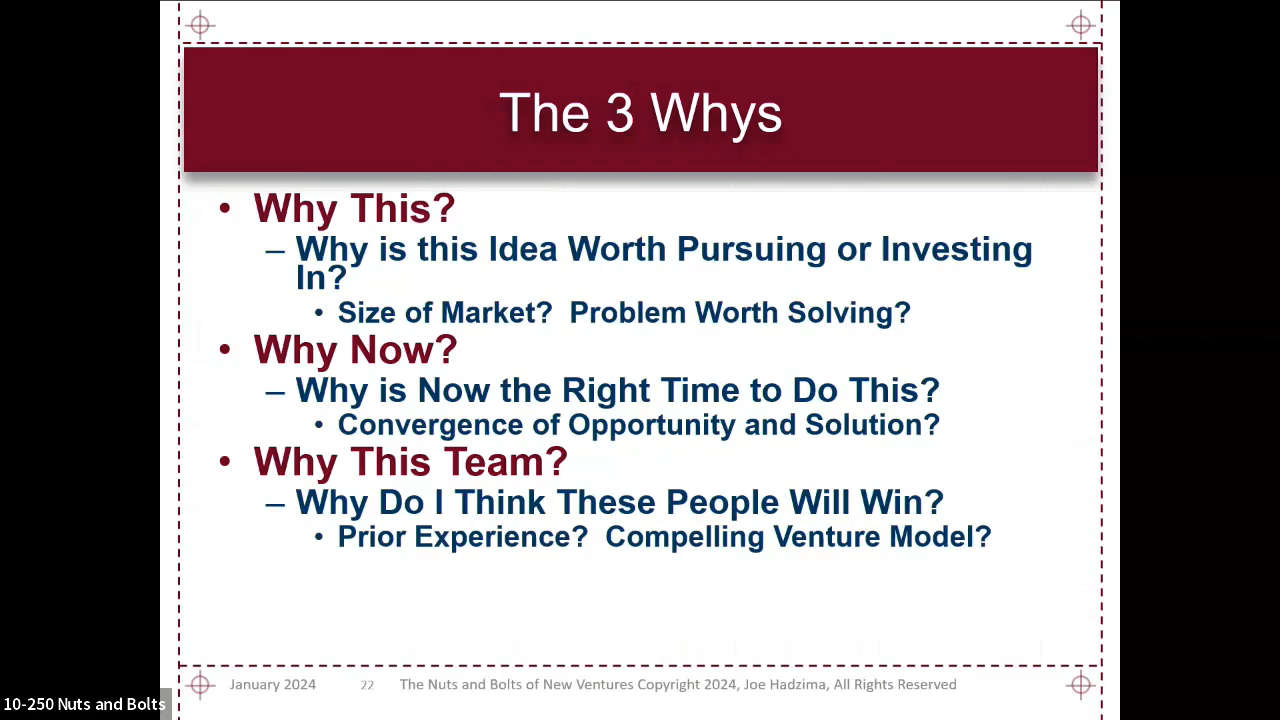 The 3 Whys
• Why This?
– Why is this Idea Worth Pursuing or Investing
In?
• Size of Market?  Problem Worth Solving?
• Why Now?
– Why is Now the Right Time to Do This?
• Convergence of Opportunity and Solution?
• Why This Team?
– Why Do I Think These People Will Win?
• Prior Experience?  Compelling Venture Model?
January 2024 22 The Nuts and Bolts of New Ventures Copyright 2024, Joe Hadzima, All Rights Reserved
10-250 Nuts and Bolts